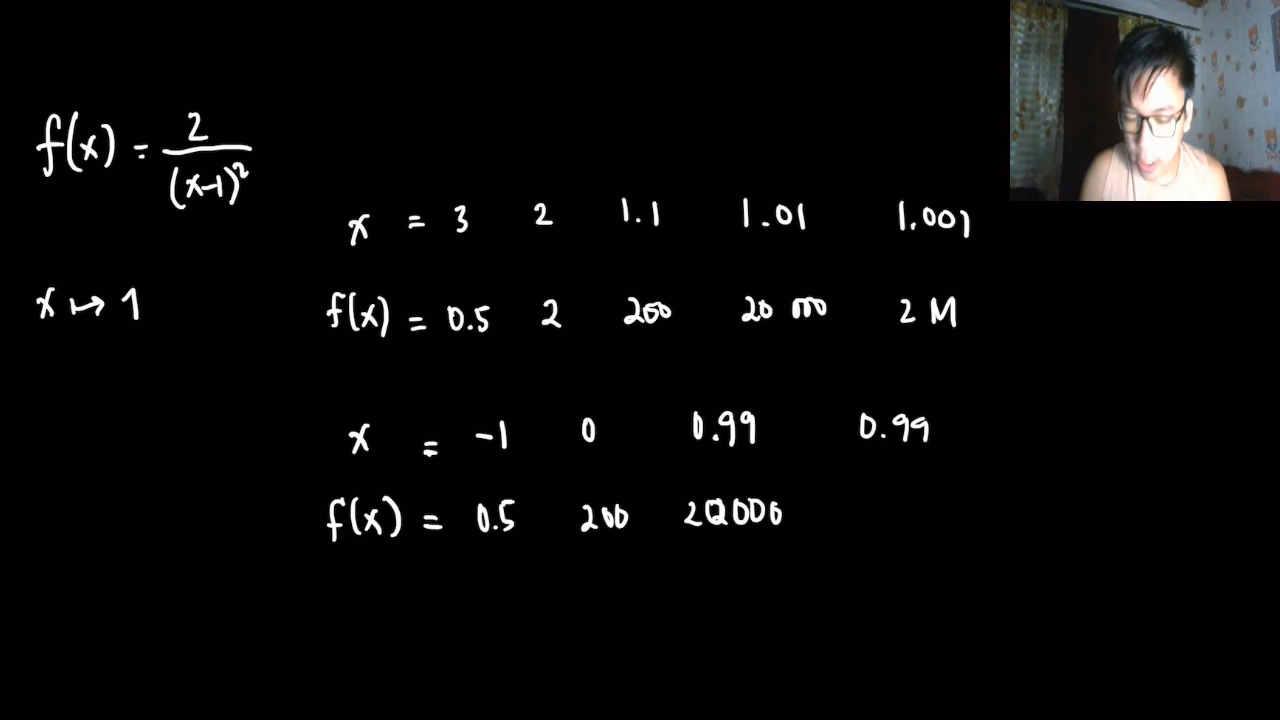 f(x) = 2/(x-1)²
x = 3 2 1.1 1.01 1.001
x ↦ 1
f(x) = 0.5 2 200 20 000 2 M
x = -1 0 0.99 0.99
f(x) = 0.5 200 20000